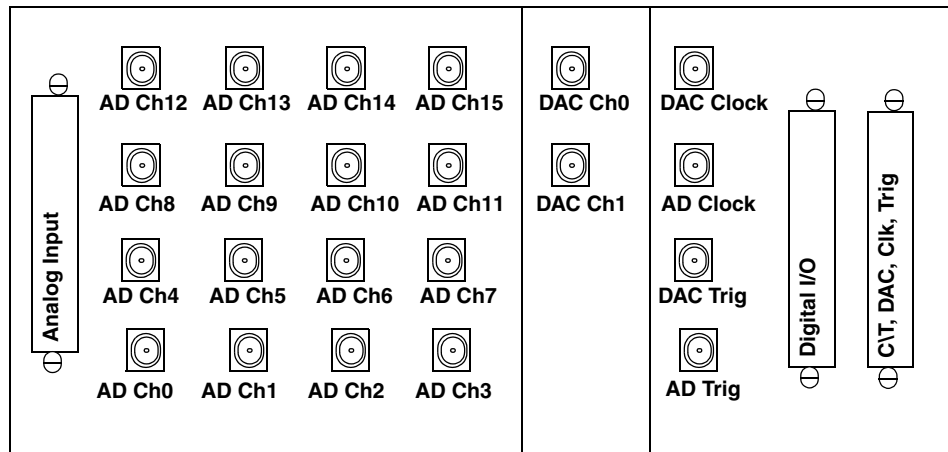 Analog Input
AD Ch12 AD Ch13 AD Ch14 AD Ch15
AD Ch8 AD Ch9 AD Ch10 AD Ch11
AD Ch4 AD Ch5 AD Ch6 AD Ch7
AD Ch0 AD Ch1 AD Ch2 AD Ch3
DAC Ch0
DAC Ch1
DAC Clock
AD Clock
DAC Trig
AD Trig
Digital I/O
C\T, DAC, Clk, Trig